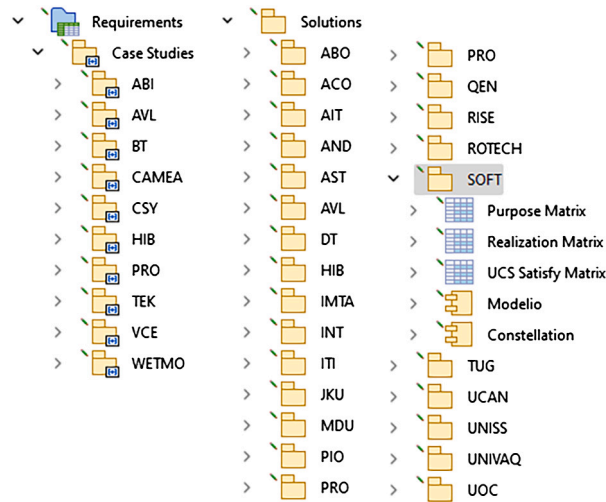 Requirements
Case Studies
ABI
AVL
BT
CAMEA
CSY
HIB
PRO
TEK
VCE
WETMO
Solutions
ABO
ACO
AIT
AND
AST
AVL
DT
HIB
IMTA
INT
ITI
JKU
MDU
PIO
PRO
PRO
QEN
RISE
ROTECH
SOFT
Purpose Matrix
Realization Matrix
UCS Satisfy Matrix
Modelio
Constellation
TUG
UCAN
UNISS
UNIVAQ
UOC